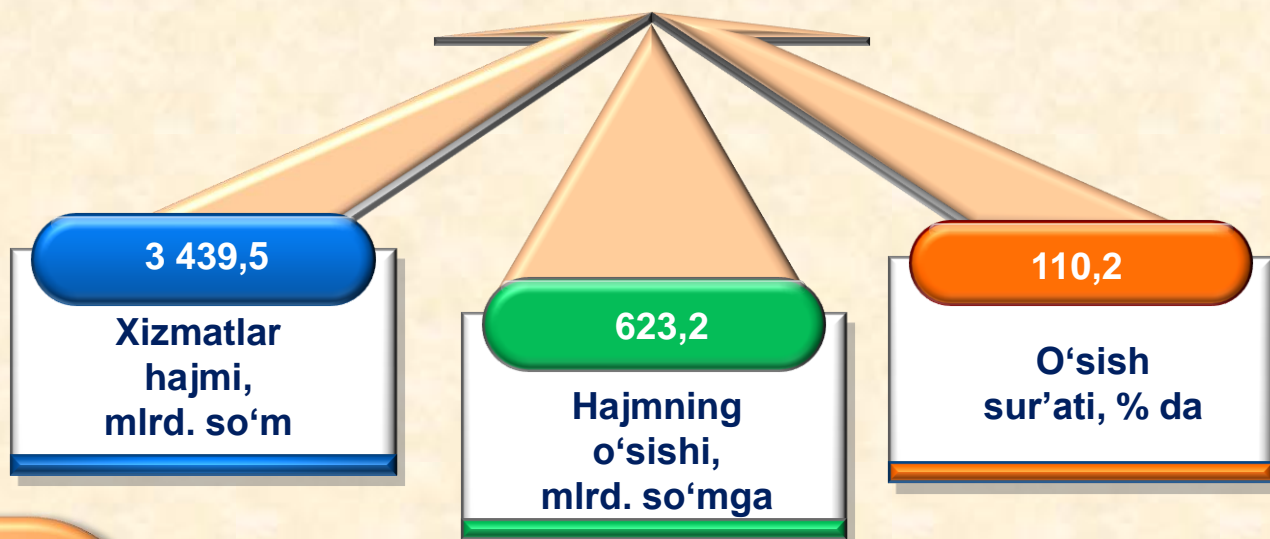 3 439,5
Xizmatlar
hajmi,
mlrd. so‘m
623,2
Hajmning
o‘sishi,
mlrd. so‘mga
110,2
O‘sish
sur’ati, % da